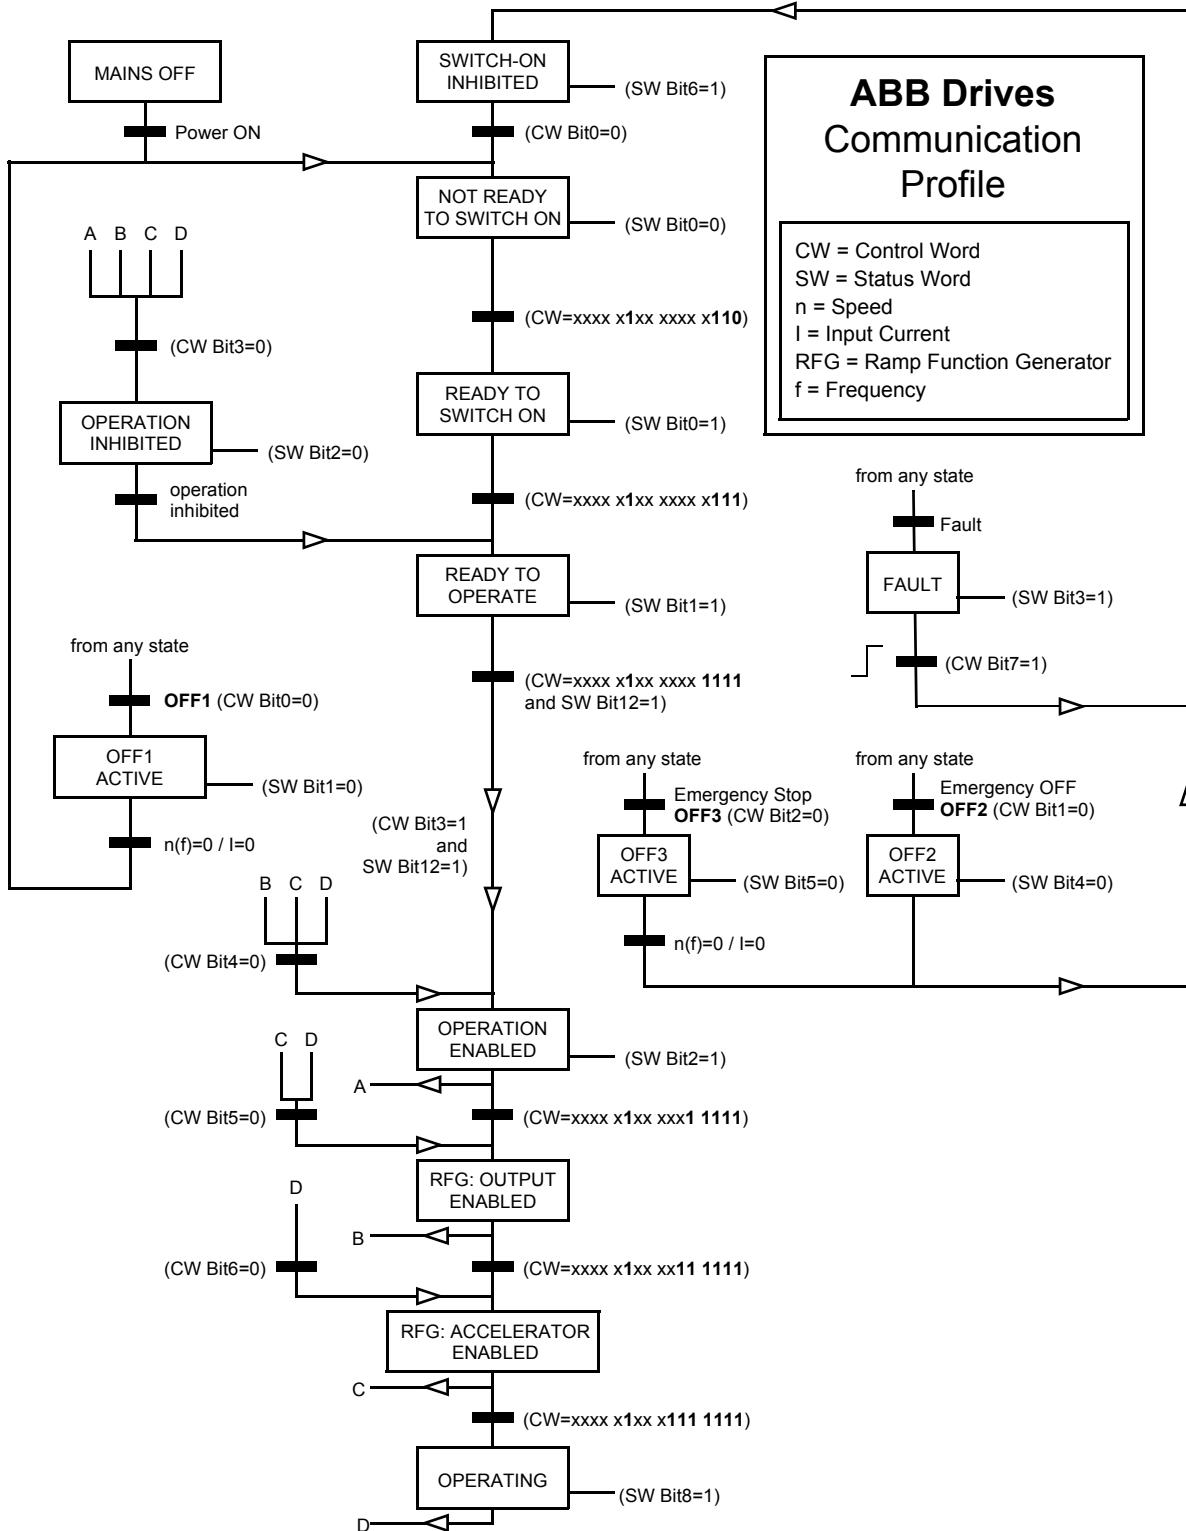 MAINS OFF
Power ON
SWITCH-ON
INHIBITED
(SW Bit6=1)
(CW Bit0=0)
ABB Drives
Communication
Profile
CW = Control Word
SW = Status Word
n = Speed
I = Input Current
RFG = Ramp Function Generator
f = Frequency
NOT READY
TO SWITCH ON
(SW Bit0=0)
A B C D
(CW Bit3=0)
(CW=xxxx x1xx xxxx x110)
OPERATION
INHIBITED
(SW Bit2=0)
operation
inhibited
READY TO
SWITCH ON
(SW Bit0=1)
(CW=xxxx x1xx xxxx x111)
from any state
Fault
FAULT
(SW Bit3=1)
(CW Bit7=1)
READY TO
OPERATE
(SW Bit1=1)
(CW=xxxx x1xx xxxx 1111
and SW Bit12=1)
from any state
OFF1 (CW Bit0=0)
OFF1
ACTIVE
(SW Bit1=0)
n(f)=0 / I=0
(CW Bit3=1
and
SW Bit12=1)
from any state
Emergency Stop
OFF3 (CW Bit2=0)
OFF3
ACTIVE
(SW Bit5=0)
n(f)=0 / I=0
from any state
Emergency OFF
OFF2 (CW Bit1=0)
OFF2
ACTIVE
(SW Bit4=0)
B C D
(CW Bit4=0)
OPERATION
ENABLED
(SW Bit2=1)
A
C D
(CW Bit5=0)
(CW=xxxx x1xx xxx1 1111)
RFG: OUTPUT
ENABLED
D
B
(CW Bit6=0)
(CW=xxxx x1xx xx11 1111)
RFG: ACCELERATOR
ENABLED
C
(CW=xxxx x1xx x111 1111)
OPERATING
(SW Bit8=1)
D